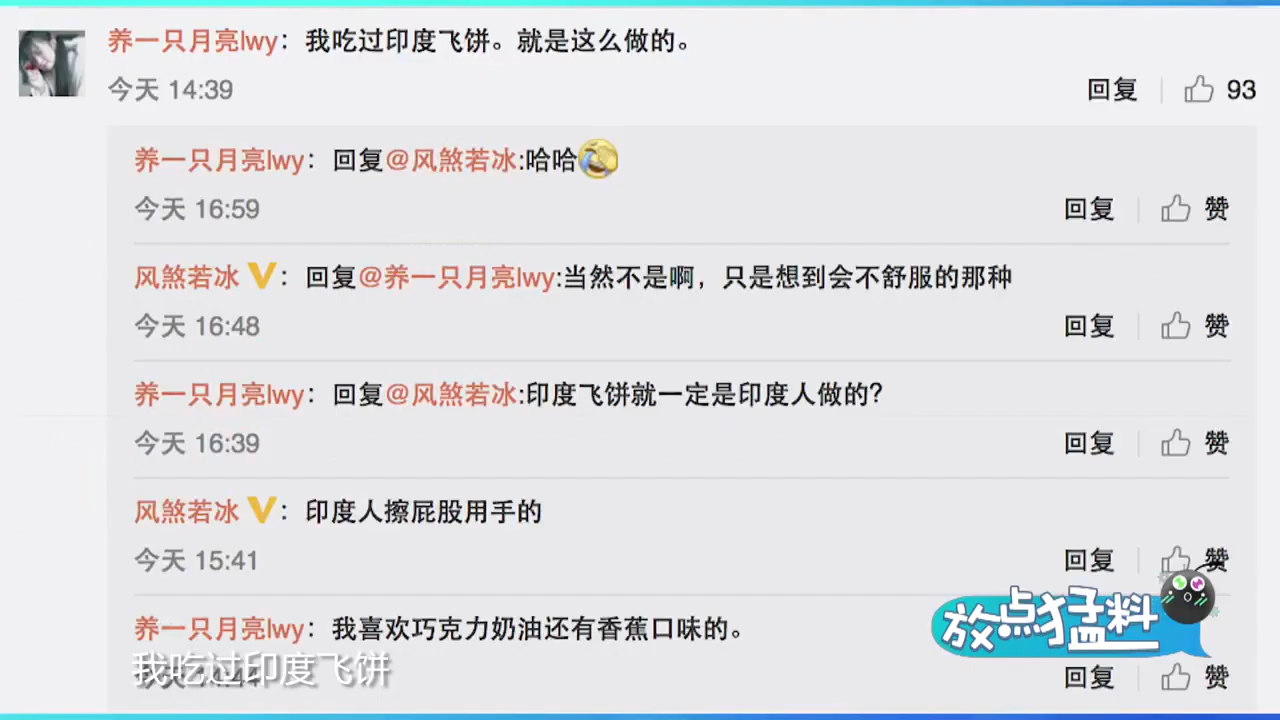 养一只月亮lwy：我吃过印度飞饼。就是这么做的。
今天 14:39
回复 93
养一只月亮lwy：回复@风煞若冰:哈哈
今天 16:59
回复 赞
风煞若冰 V：回复@养一只月亮lwy:当然不是啊，只是想到会不舒服的那种
今天 16:48
回复 赞
养一只月亮lwy：回复@风煞若冰:印度飞饼就一定是印度人做的？
今天 16:39
回复 赞
风煞若冰 V：印度人擦屁股用手的
今天 15:41
回复 赞
养一只月亮lwy：我喜欢巧克力奶油还有香蕉口味的。
今天 14:44
回复 赞
我吃过印度飞饼
放点猛料